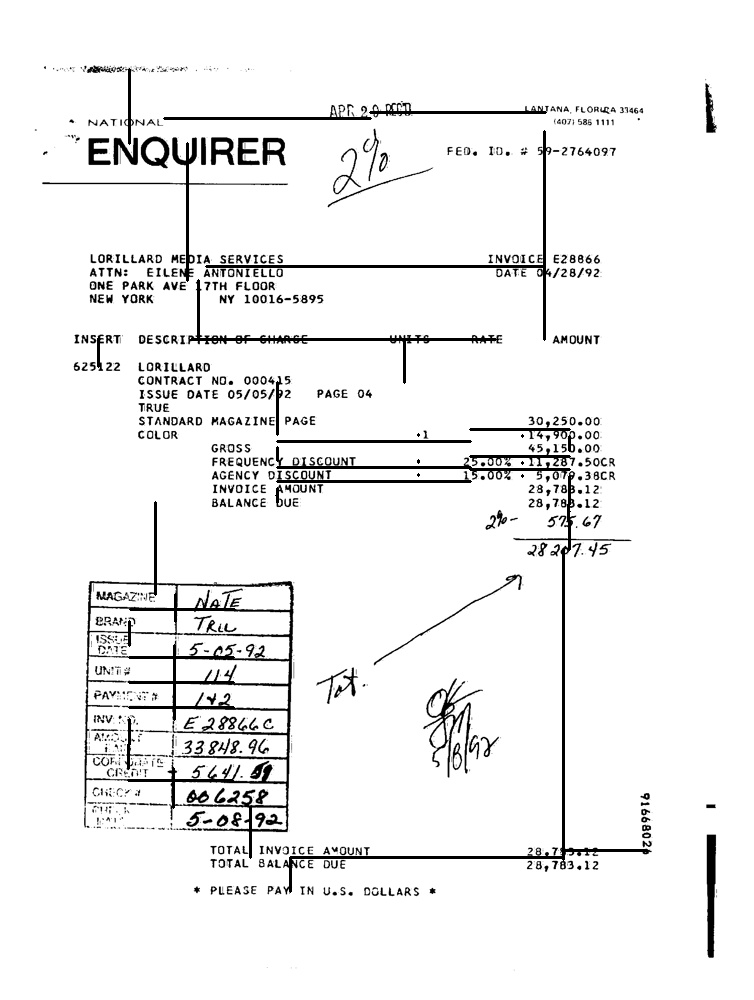 APR 20 REC'D
LANTANA, FLORIDA 33464
(407) 586 1111
NATIONAL
ENQUIRER
2%
FED. ID. # 59-2764097
LORILLARD MEDIA SERVICES INVOICE E28866
ATTN: EILENE ANTONIELLO DATE 04/28/92
ONE PARK AVE 17TH FLOOR
NEW YORK NY 10016-5895
INSERT DESCRIPTION OF CHARGE UNITS RATE AMOUNT
625122 LORILLARD
CONTRACT NO. 000415
ISSUE DATE 05/05/92 PAGE 04
TRUE
STANDARD MAGAZINE PAGE 30,250.00
COLOR .1 14,900.00
GROSS 45,150.00
FREQUENCY DISCOUNT 25.00% 11,287.50CR
AGENCY DISCOUNT 15.00% 5,079.38CR
INVOICE AMOUNT 28,783.12
BALANCE DUE 28,783.12
2%- 575.67
28207.45
MAGAZINE NATE
BRAND TRUE
ISSUE DATE 5-05-92
UNIT# 114
PAYMENT# 1+2
INV. NO. E 28866 C
AMOUNT 33848.96
CORPORATE CREDIT 5641.
CHECK# 006258
CHECK DATE 5-08-92
Tot.
OK
5/8/92
91668026
TOTAL INVOICE AMOUNT 28,783.12
TOTAL BALANCE DUE 28,783.12
* PLEASE PAY IN U.S. DOLLARS *